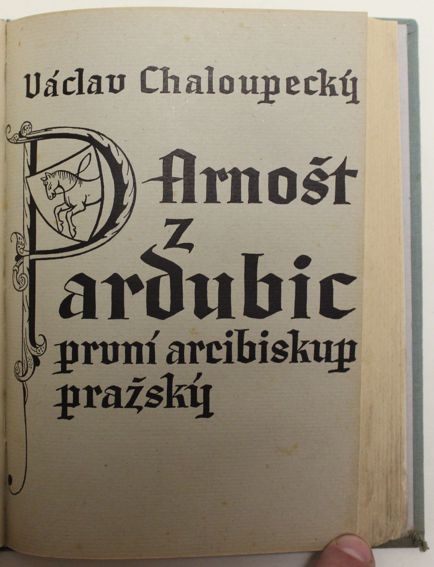 Václav Chaloupecký
Arnošt
z
Pardubic
první arcibiskup
pražský